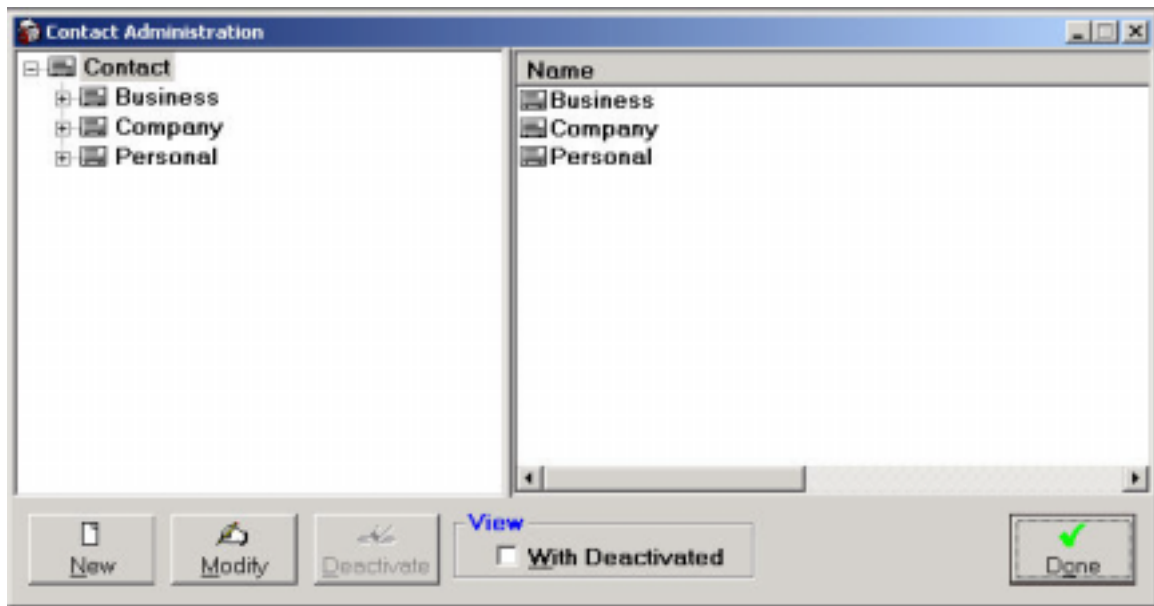 Contact Administration
Contact
Business
Company
Personal
Name
Business
Company
Personal
New
Modify
Deactivate
View
With Deactivated
Done